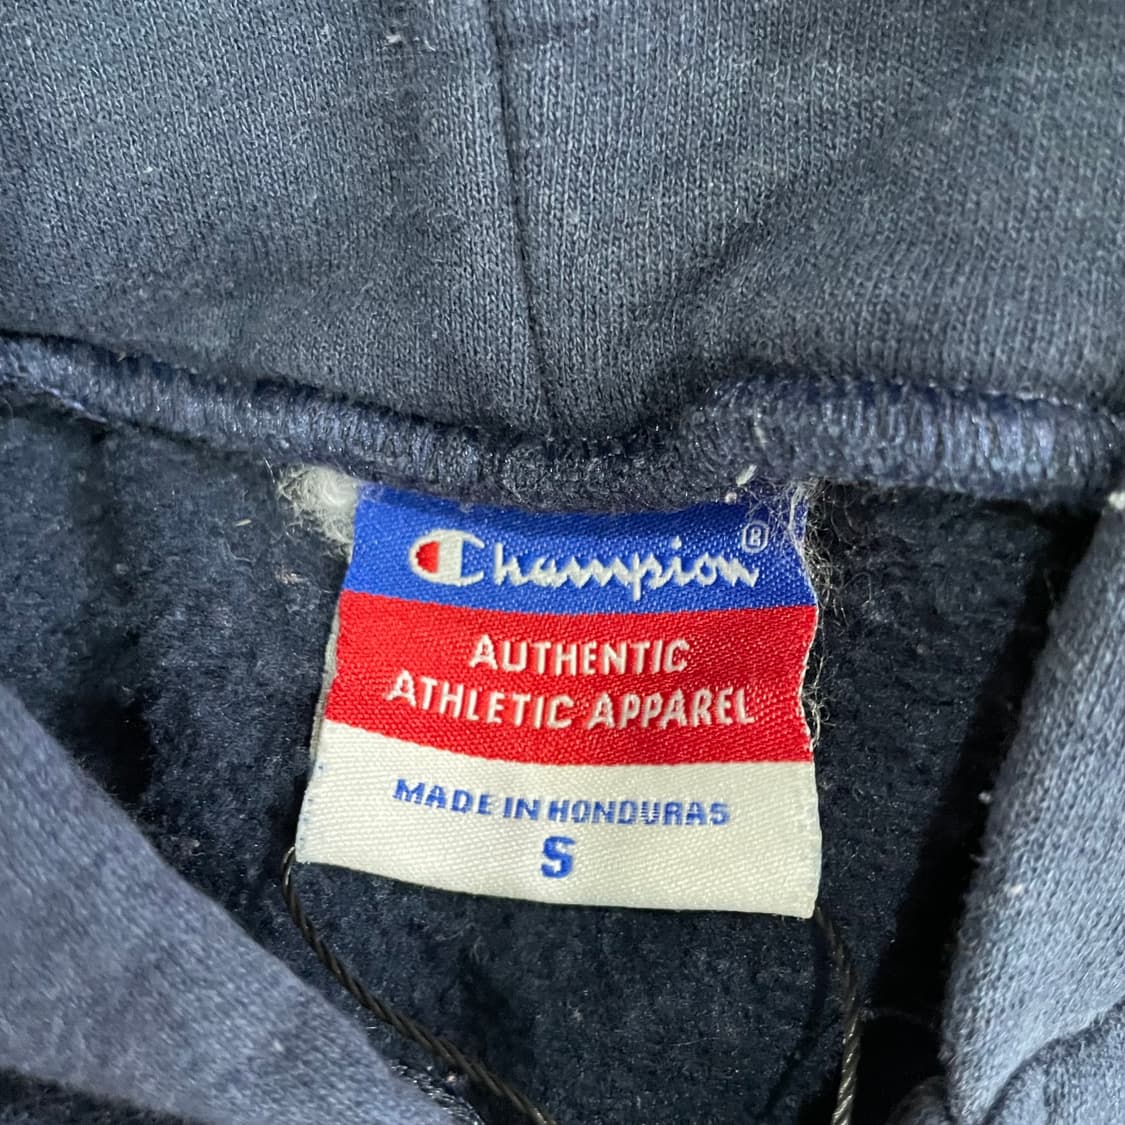 Champion®
AUTHENTIC
ATHLETIC APPAREL
MADE IN HONDURAS
S